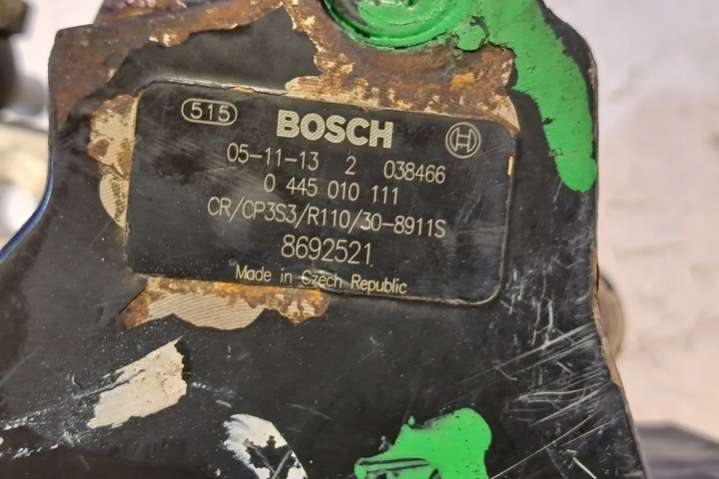 515 BOSCH
05-11-13 2 038466
0 445 010 111
CR/CP3S3/R110/30-8911S
8692521
Made in Czech Republic